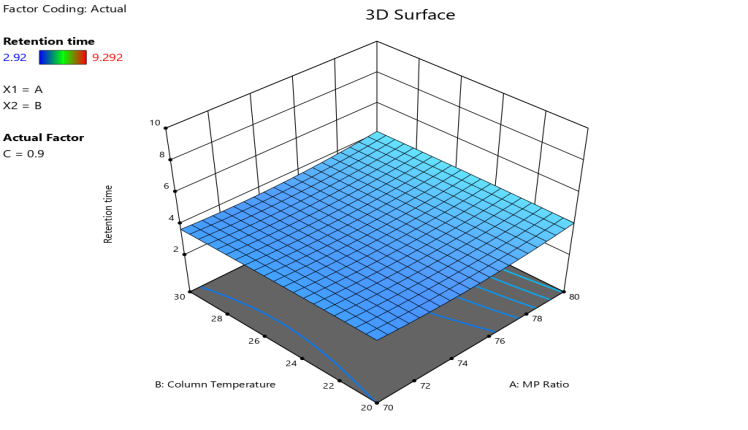 3D Surface
Factor Coding: Actual
Retention time
2.92 9.292
X1 = A
X2 = B
Actual Factor
C = 0.9
Retention time
10
8
6
4
2
30
28
26
24
22
20
B: Column Temperature
70
72
74
76
78
80
A: MP Ratio